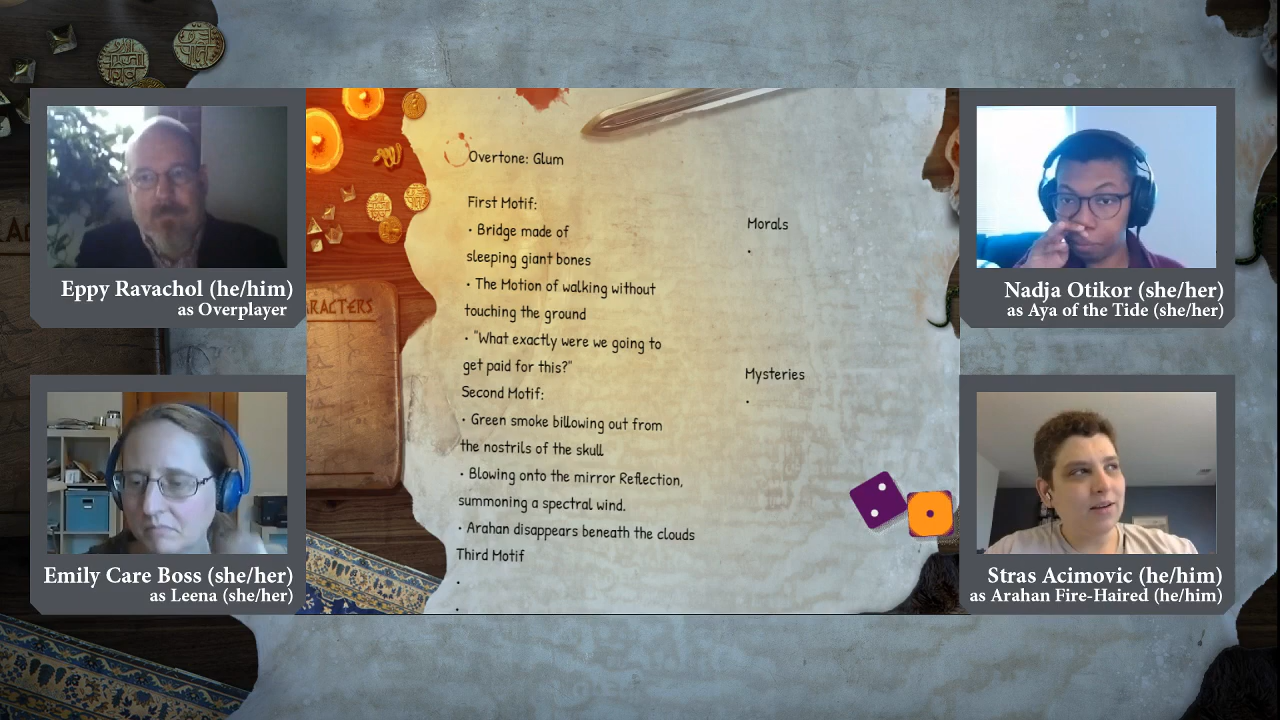 Eppy Ravachol (he/him)
as Overplayer
Emily Care Boss (she/her)
as Leena (she/her)
Overtone: Glum
First Motif:
• Bridge made of
sleeping giant bones
• The Motion of walking without
touching the ground
• "What exactly were we going to
get paid for this?"
Second Motif:
• Green smoke billowing out from
the nostrils of the skull
• Blowing onto the mirror Reflection,
summoning a spectral wind.
• Arahan disappears beneath the clouds
Third Motif
•
•
Morals
•
Mysteries
•
Nadja Otikor (she/her)
as Aya of the Tide (she/her)
Stras Acimovic (he/him)
as Arahan Fire-Haired (he/him)